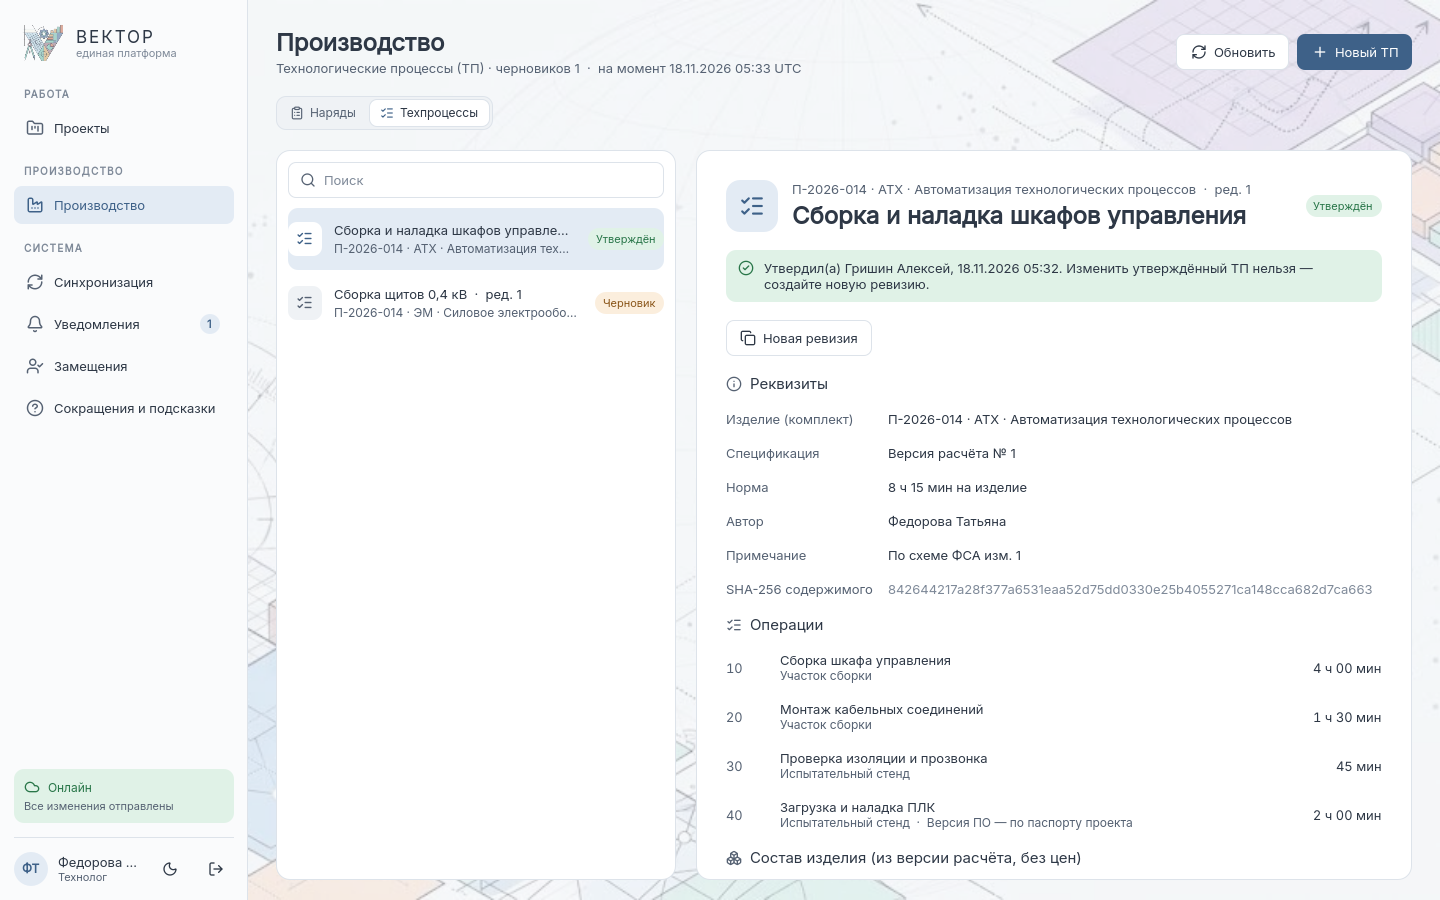 ВЕКТОР
единая платформа
РАБОТА
Проекты
ПРОИЗВОДСТВО
Производство
СИСТЕМА
Синхронизация
Уведомления 1
Замещения
Сокращения и подсказки
Онлайн
Все изменения отправлены
ФТ
Федорова ...
Технолог
Производство
Технологические процессы (ТП) · черновиков 1 · на момент 18.11.2026 05:33 UTC
Обновить
Новый ТП
Наряды
Техпроцессы
Поиск
Сборка и наладка шкафов управле...
П-2026-014 · АТХ · Автоматизация тех...
Утверждён
Сборка щитов 0,4 кВ · ред. 1
П-2026-014 · ЭМ · Силовое электрообо...
Черновик
П-2026-014 · АТХ · Автоматизация технологических процессов · ред. 1
Сборка и наладка шкафов управления
Утверждён
Утвердил(а) Гришин Алексей, 18.11.2026 05:32. Изменить утверждённый ТП нельзя —
создайте новую ревизию.
Новая ревизия
Реквизиты
Изделие (комплект) П-2026-014 · АТХ · Автоматизация технологических процессов
Спецификация Версия расчёта № 1
Норма 8 ч 15 мин на изделие
Автор Федорова Татьяна
Примечание По схеме ФСА изм. 1
SHA-256 содержимого 842644217a28f377a6531eaa52d75dd0330e25b4055271ca148cca682d7ca663
Операции
10 Сборка шкафа управления 4 ч 00 мин
Участок сборки
20 Монтаж кабельных соединений 1 ч 30 мин
Участок сборки
30 Проверка изоляции и прозвонка 45 мин
Испытательный стенд
40 Загрузка и наладка ПЛК 2 ч 00 мин
Испытательный стенд · Версия ПО — по паспорту проекта
Состав изделия (из версии расчёта, без цен)